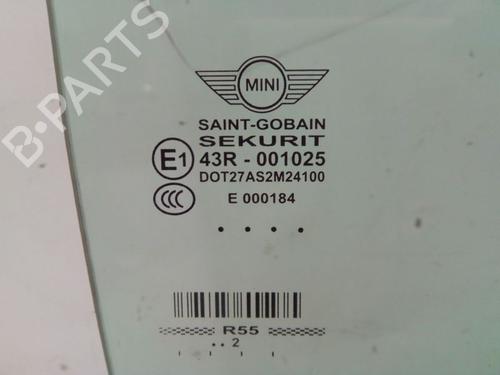 B-PARTS
MINI
SAINT-GOBAIN
SEKURIT
E1 43R - 001025
DOT27AS2M24100
CCC E 000184
. . . .
R55
.. 2